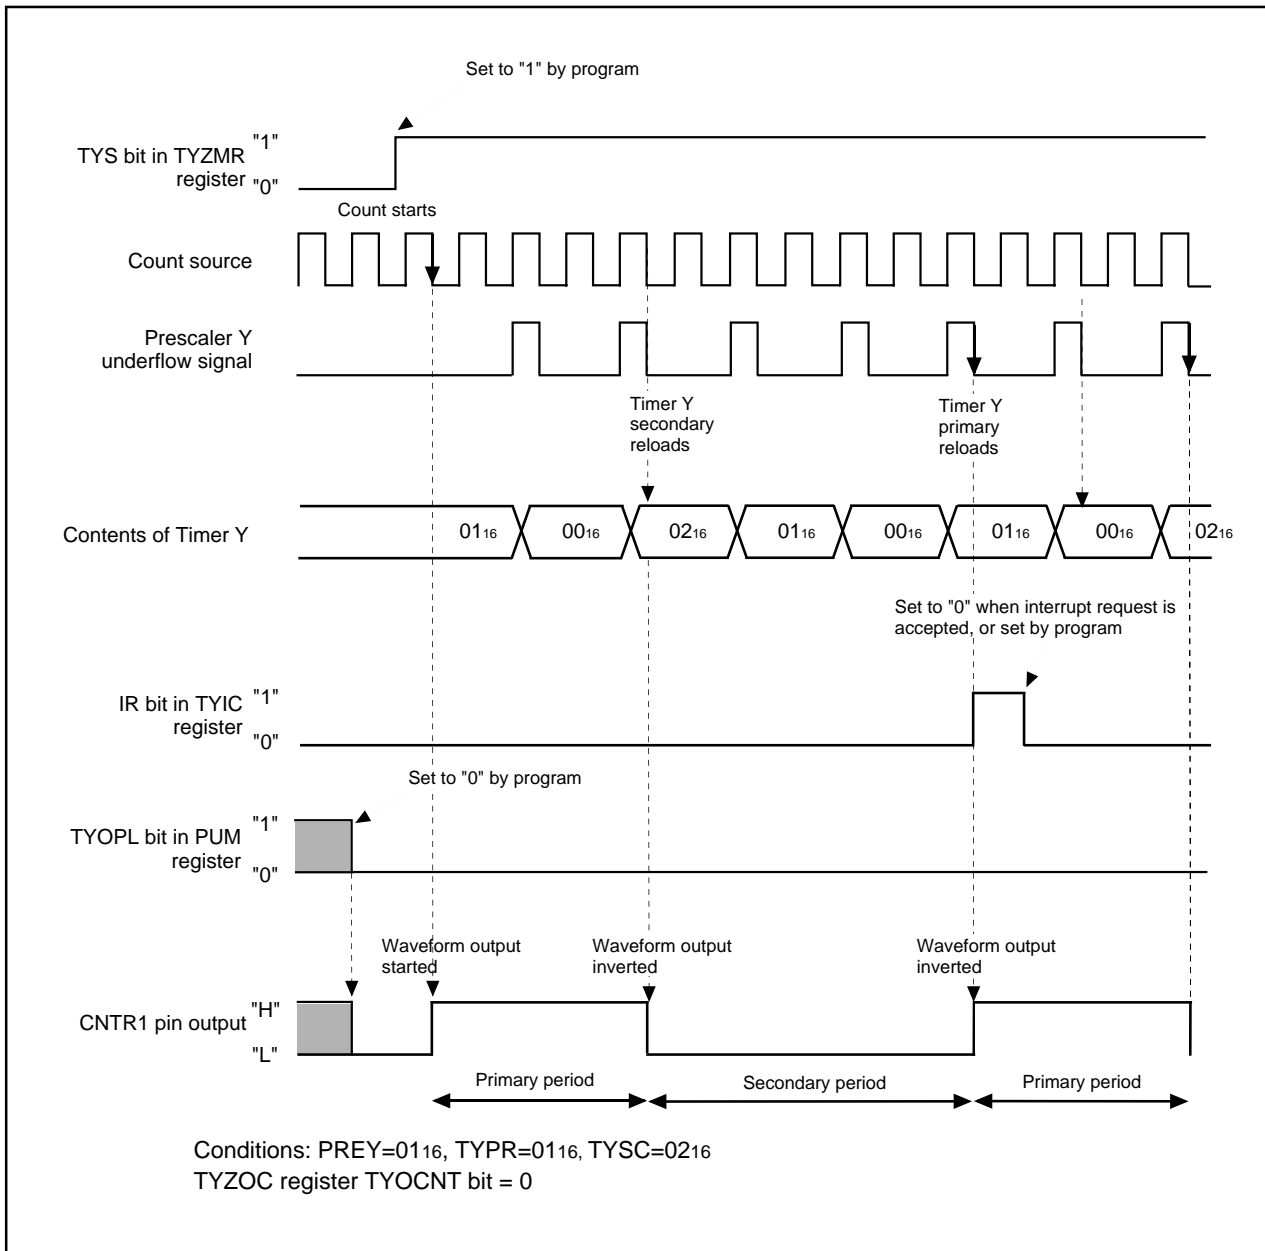 Set to "1" by program
"1"
TYS bit in TYZMR
register
"0"
Count starts
Count source
Prescaler Y
underflow signal
Timer Y
secondary
reloads
Timer Y
primary
reloads
Contents of Timer Y
0116 0016 0216 0116 0016 0116 0016 0216
Set to "0" when interrupt request is
accepted, or set by program
"1"
IR bit in TYIC
register
"0"
Set to "0" by program
"1"
TYOPL bit in PUM
register
"0"
Waveform output
started
Waveform output
inverted
Waveform output
inverted
"H"
CNTR1 pin output
"L"
Primary period
Secondary period
Primary period
Conditions: PREY=0116, TYPR=0116, TYSC=0216
TYZOC register TYOCNT bit = 0